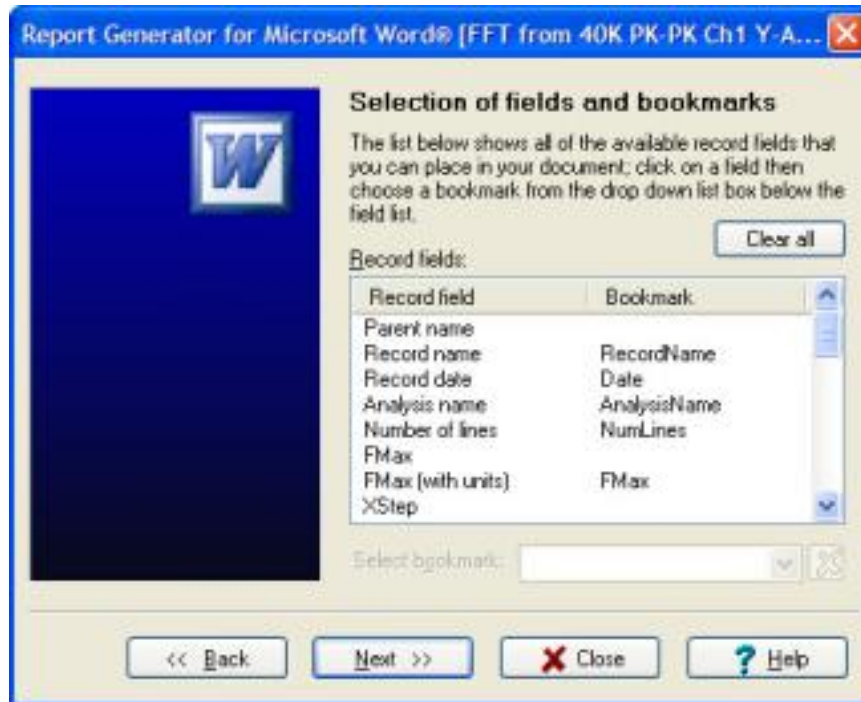 Report Generator for Microsoft Word® [FFT from 40K PK-PK Ch1 Y-A...
W
Selection of fields and bookmarks
The list below shows all of the available record fields that
you can place in your document; click on a field then
choose a bookmark from the drop down list box below the
field list.
Clear all
Record fields:
Record field Bookmark
Parent name
Record name RecordName
Record date Date
Analysis name AnalysisName
Number of lines NumLines
FMax
FMax (with units) FMax
XStep
Select bookmark:
<< Back Next >> Close ? Help